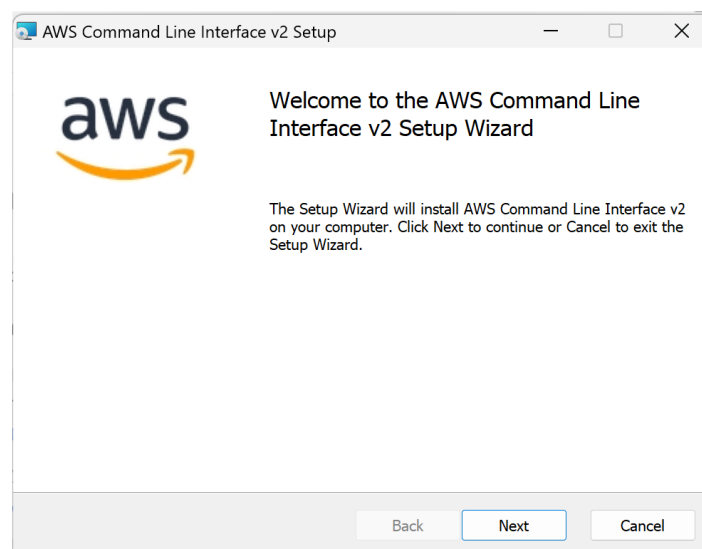 AWS Command Line Interface v2 Setup
aws
Welcome to the AWS Command Line
Interface v2 Setup Wizard
The Setup Wizard will install AWS Command Line Interface v2
on your computer. Click Next to continue or Cancel to exit the
Setup Wizard.
Back
Next
Cancel